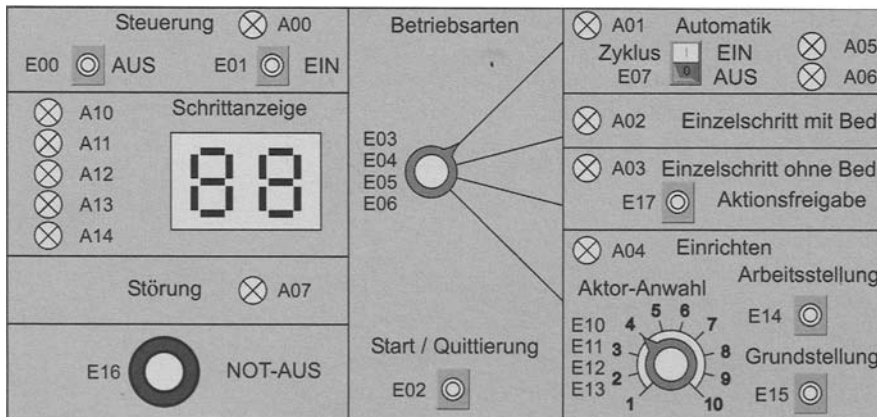 Steuerung A00
E00 AUS E01 EIN
A10 Schrittanzeige
A11
A12
A13
A14
88
Störung A07
E16 NOT-AUS
Betriebsarten
E03
E04
E05
E06
Start / Quittierung
E02
A01 Automatik
Zyklus 1 EIN A05
E07 0 AUS A06
A02 Einzelschritt mit Bed
A03 Einzelschritt ohne Bed
E17 Aktionsfreigabe
A04 Einrichten
Aktor-Anwahl Arbeitsstellung
E10
E11
E12
E13
1 2 3 4 5 6 7 8 9 10
E14
Grundstellung
E15